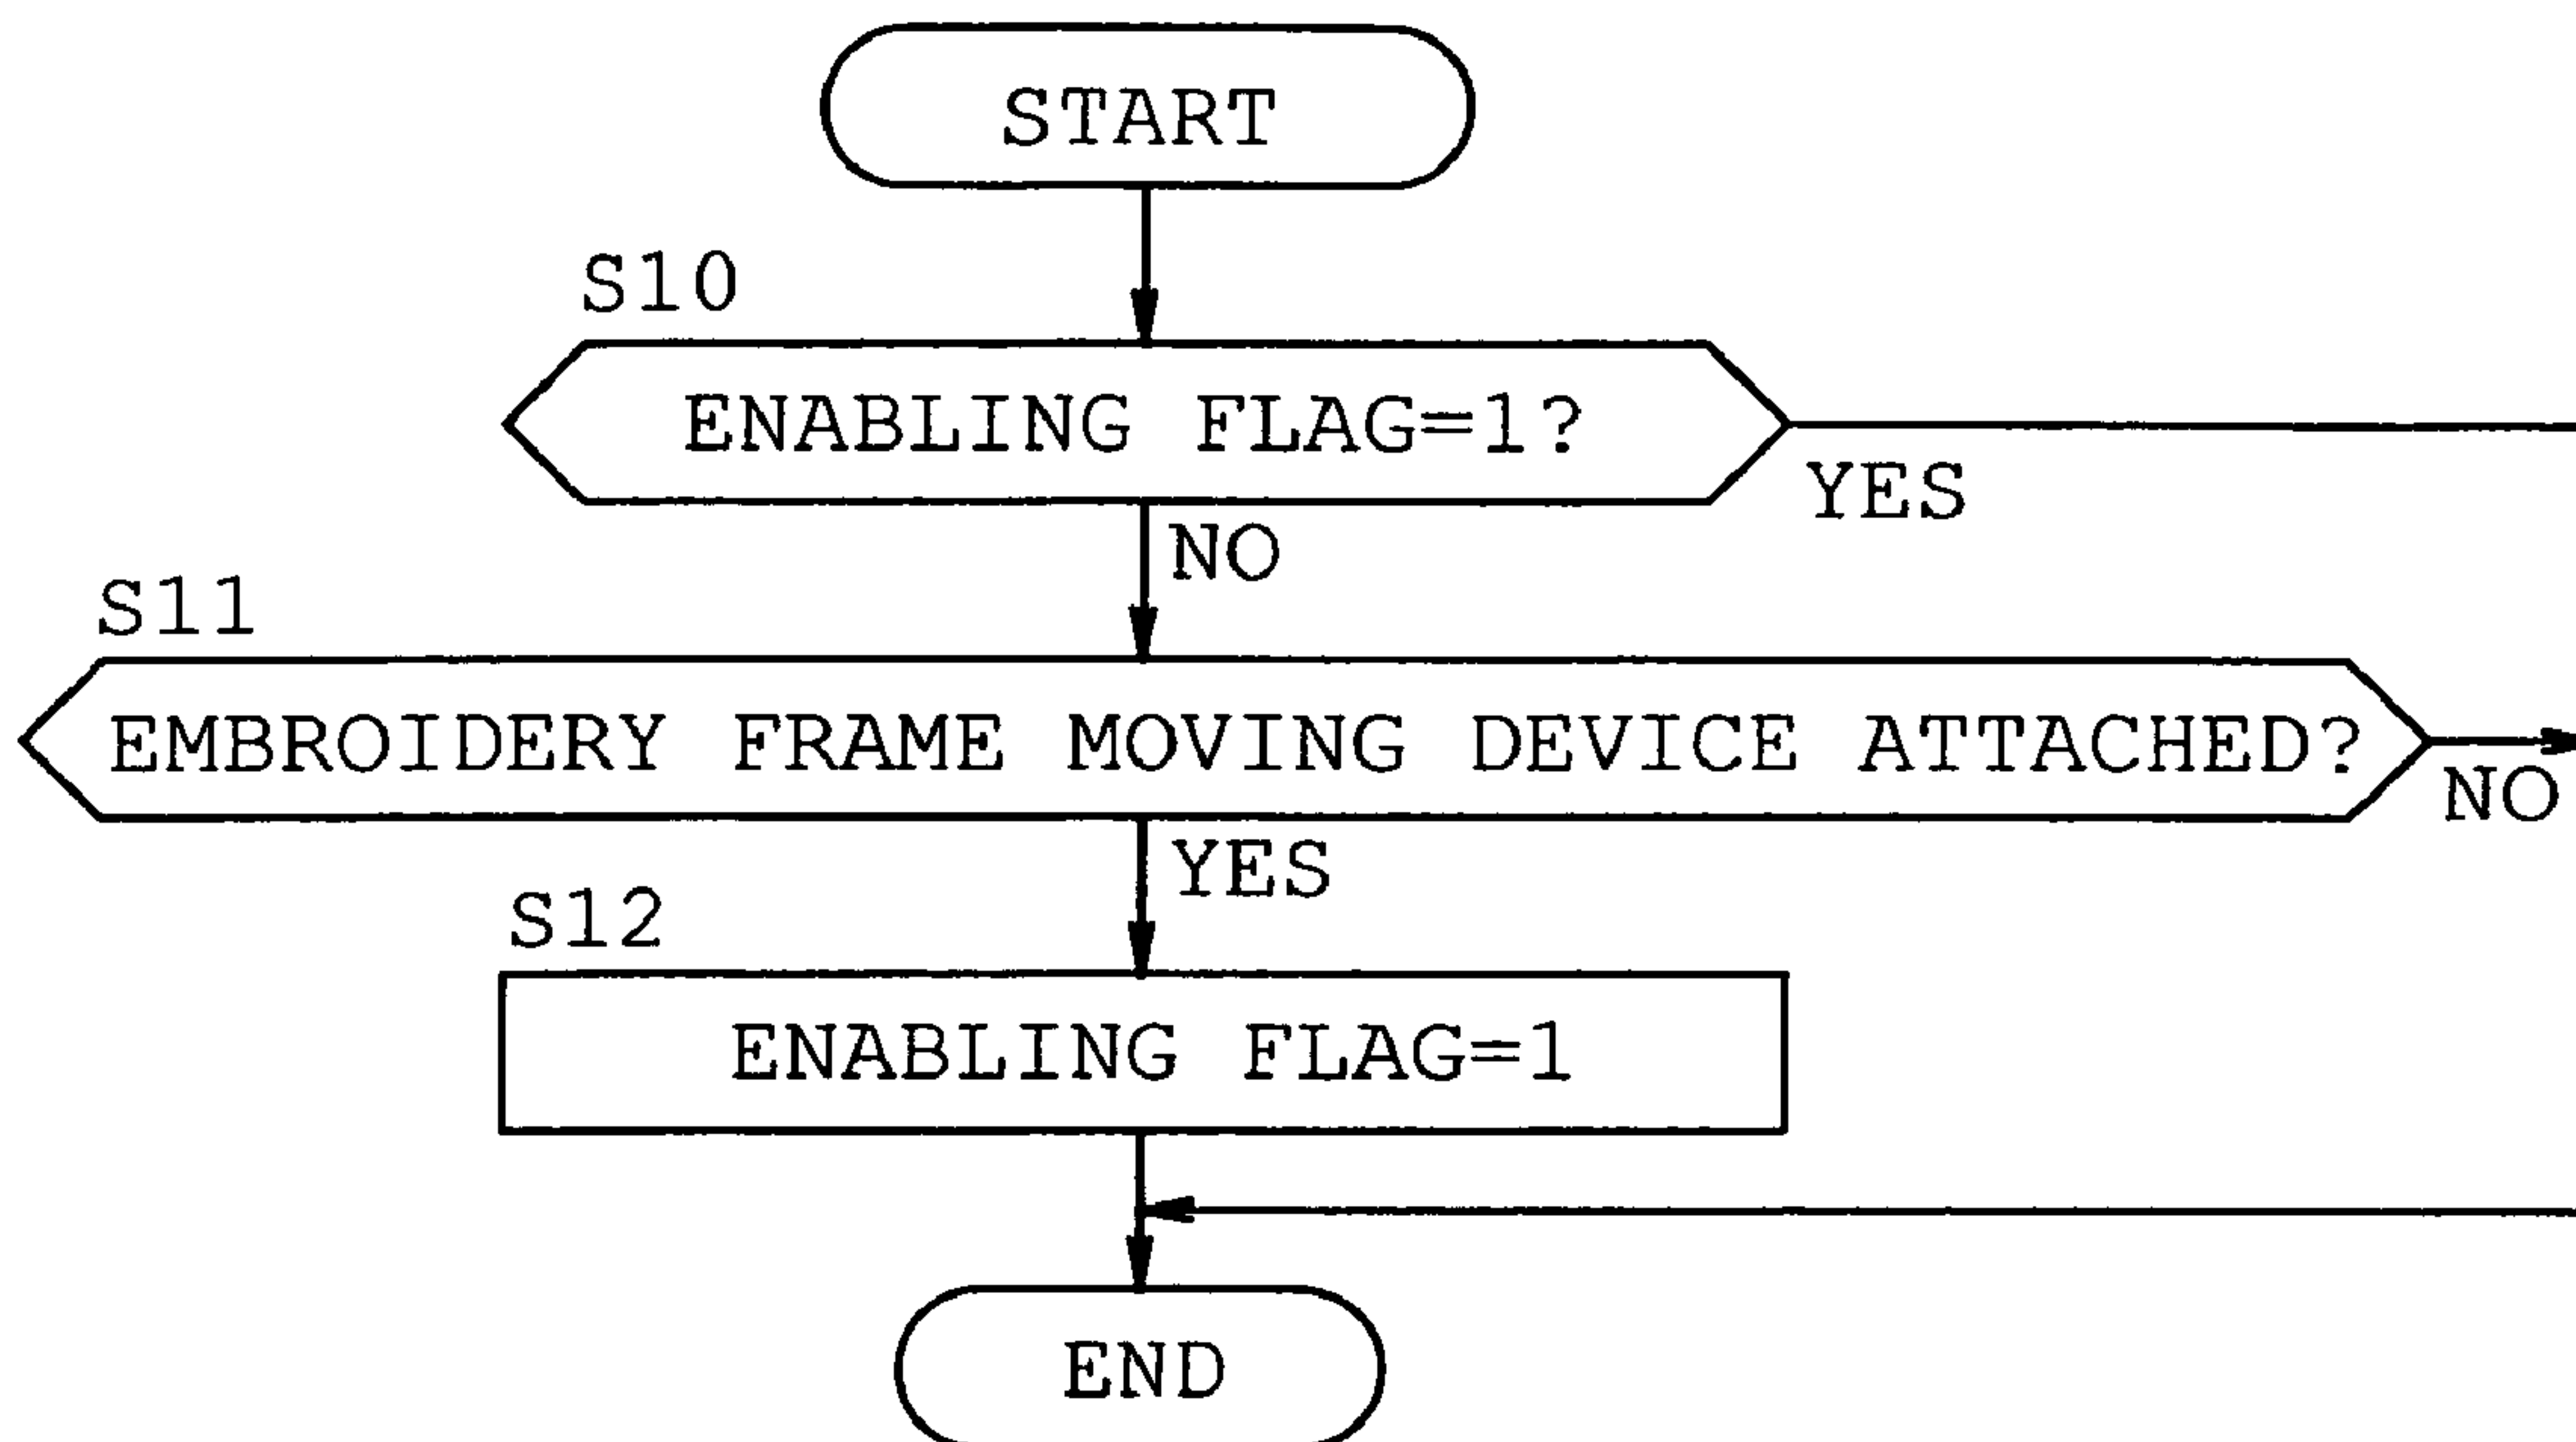 START
S10
ENABLING FLAG=1?
YES
NO
S11
EMBROIDERY FRAME MOVING DEVICE ATTACHED?
NO
YES
S12
ENABLING FLAG=1
END